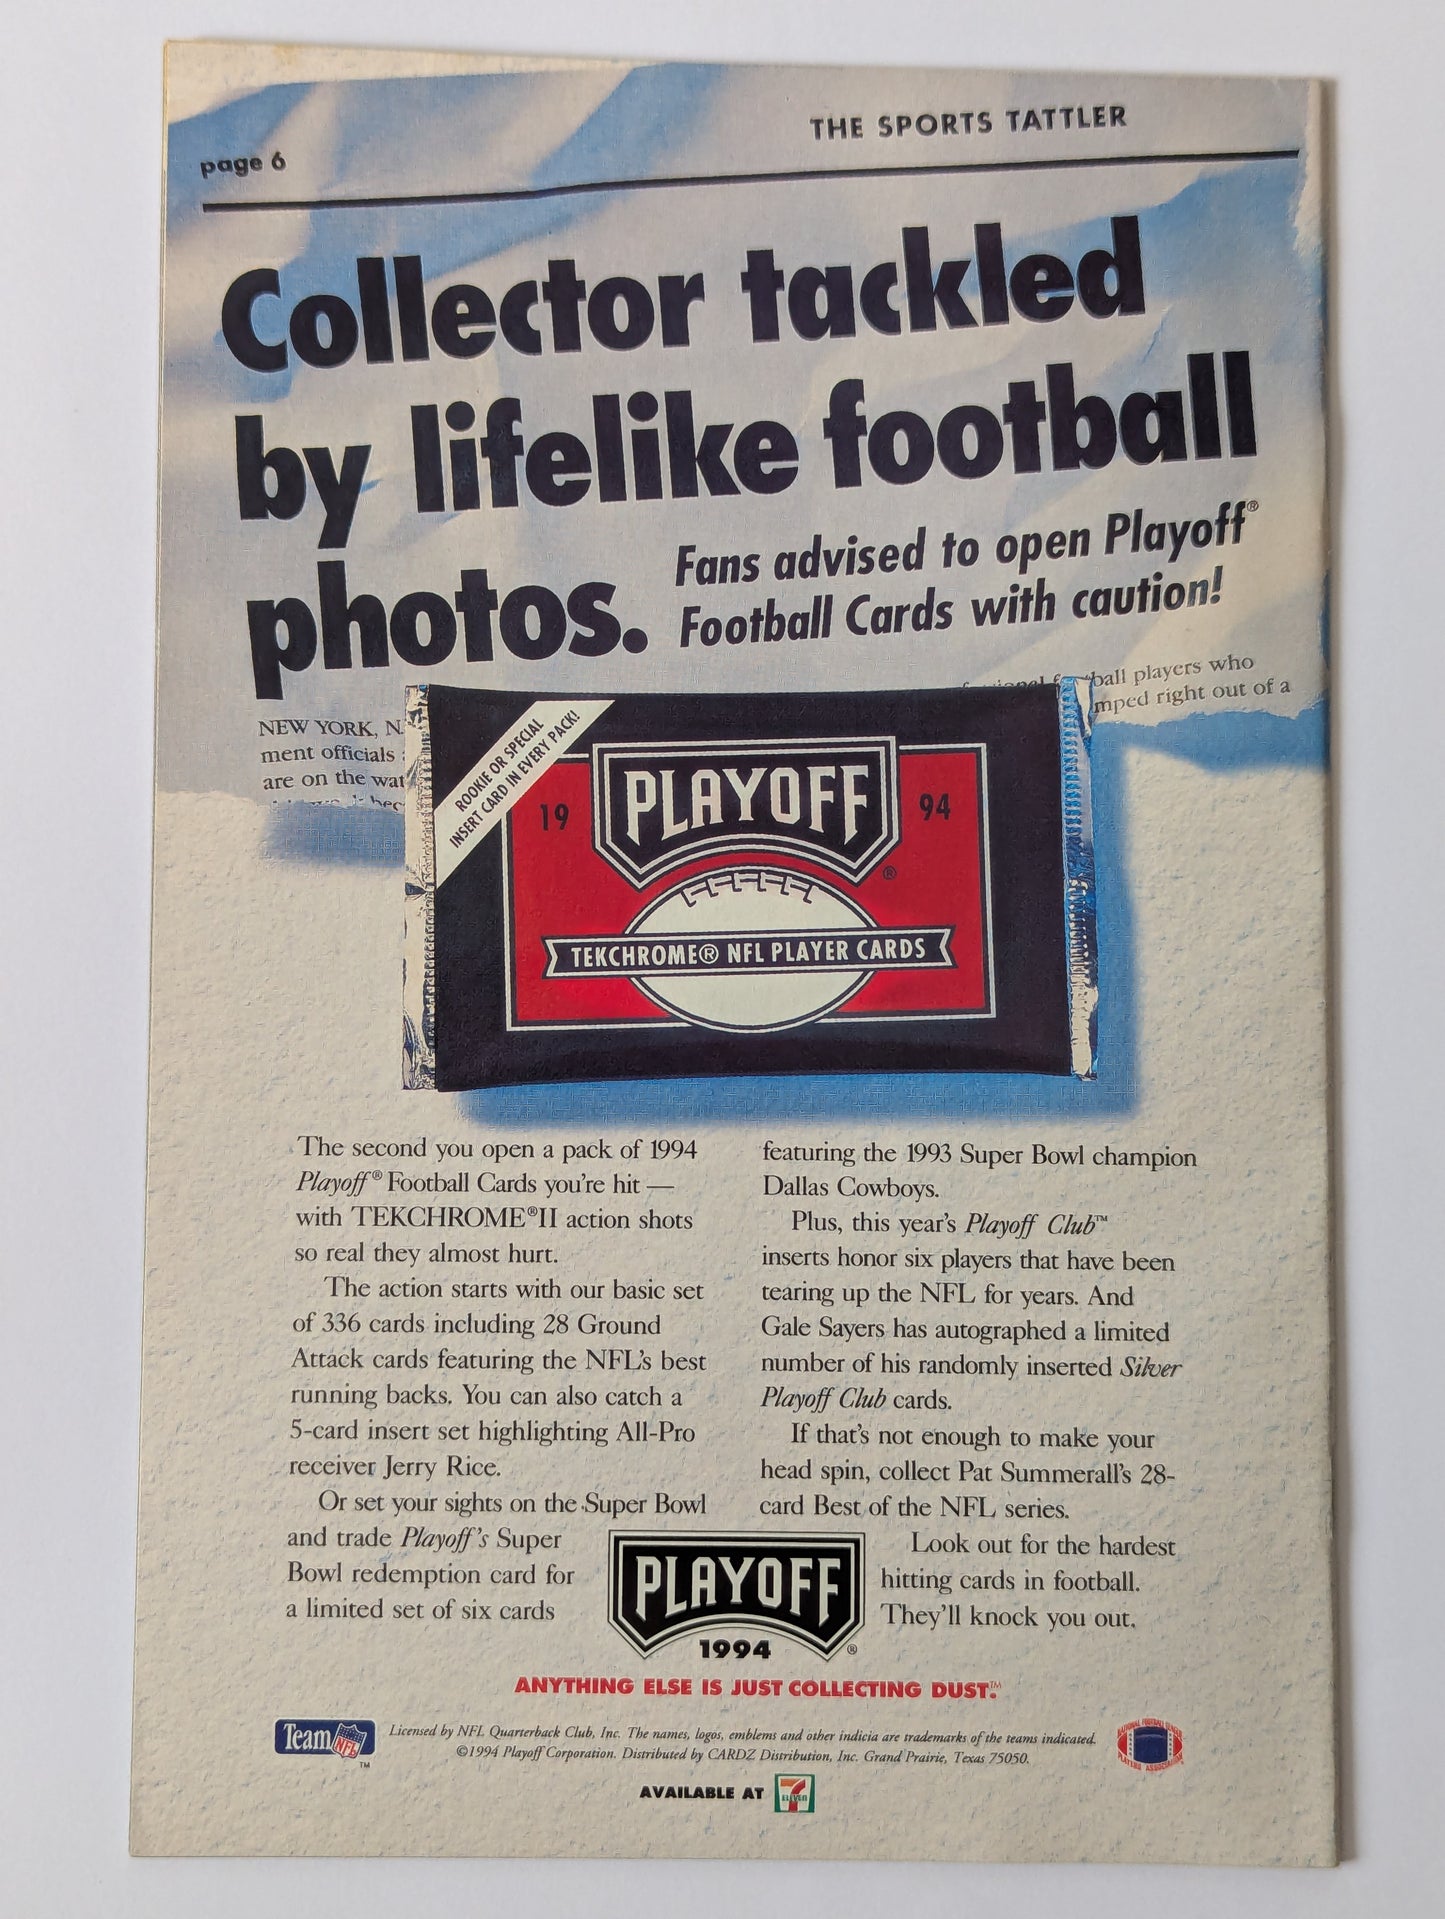 THE SPORTS TATTLER
page 6
Collector tackled
by lifelike football
photos.
Fans advised to open Playoff®
Football Cards with caution!
NEW YORK, N.
ment officials
are on the wat
ball players who
mped right out of a
ROOKIE OR SPECIAL
INSERT CARD IN EVERY PACK!
19
PLAYOFF
94
®
TEKCHROME® NFL PLAYER CARDS
The second you open a pack of 1994
Playoff® Football Cards you're hit —
with TEKCHROME®II action shots
so real they almost hurt.
The action starts with our basic set
of 336 cards including 28 Ground
Attack cards featuring the NFL's best
running backs. You can also catch a
5-card insert set highlighting All-Pro
receiver Jerry Rice.
Or set your sights on the Super Bowl
and trade Playoff's Super
Bowl redemption card for
a limited set of six cards
featuring the 1993 Super Bowl champion
Dallas Cowboys.
Plus, this year's Playoff Club™
inserts honor six players that have been
tearing up the NFL for years. And
Gale Sayers has autographed a limited
number of his randomly inserted Silver
Playoff Club cards.
If that's not enough to make your
head spin, collect Pat Summerall's 28-
card Best of the NFL series.
Look out for the hardest
hitting cards in football.
They'll knock you out.
PLAYOFF
1994
®
ANYTHING ELSE IS JUST COLLECTING DUST.™
Team NFL
TM
Licensed by NFL Quarterback Club, Inc. The names, logos, emblems and other indicia are trademarks of the teams indicated.
©1994 Playoff Corporation. Distributed by CARDZ Distribution, Inc. Grand Prairie, Texas 75050.
NATIONAL FOOTBALL LEAGUE
PLAYERS ASSOCIATION
AVAILABLE AT
7 ELEVEN